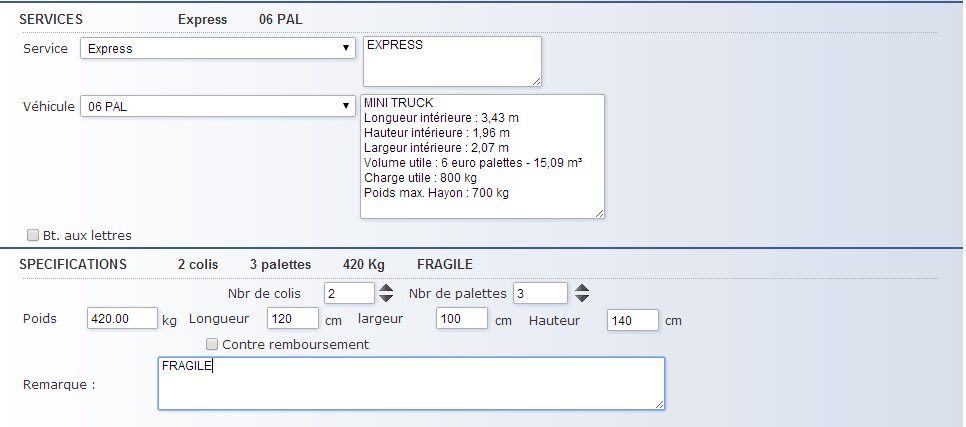 SERVICES Express 06 PAL
Service Express EXPRESS
Véhicule 06 PAL MINI TRUCK
Longueur intérieure : 3,43 m
Hauteur intérieure : 1,96 m
Largeur intérieure : 2,07 m
Volume utile : 6 euro palettes - 15,09 m³
Charge utile : 800 kg
Poids max. Hayon : 700 kg
Bt. aux lettres
SPECIFICATIONS 2 colis 3 palettes 420 Kg FRAGILE
Nbr de colis 2 Nbr de palettes 3
Poids 420.00 kg Longueur 120 cm largeur 100 cm Hauteur 140 cm
Contre remboursement
FRAGILE
Remarque :